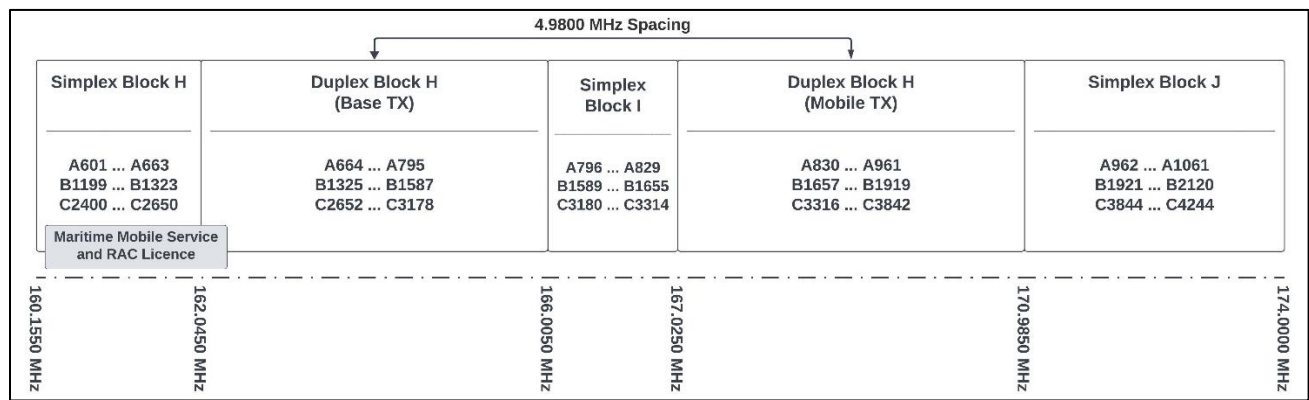 4.9800 MHz Spacing
Simplex Block H
A601 ... A663
B1199 ... B1323
C2400 ... C2650
Maritime Mobile Service
and RAC Licence
Duplex Block H
(Base TX)
A664 ... A795
B1325 ... B1587
C2652 ... C3178
Simplex
Block I
A796 ... A829
B1589 ... B1655
C3180 ... C3314
Duplex Block H
(Mobile TX)
A830 ... A961
B1657 ... B1919
C3316 ... C3842
Simplex Block J
A962 ... A1061
B1921 ... B2120
C3844 ... C4244
160.1550 MHz
162.0450 MHz
166.0050 MHz
167.0250 MHz
170.9850 MHz
174.0000 MHz